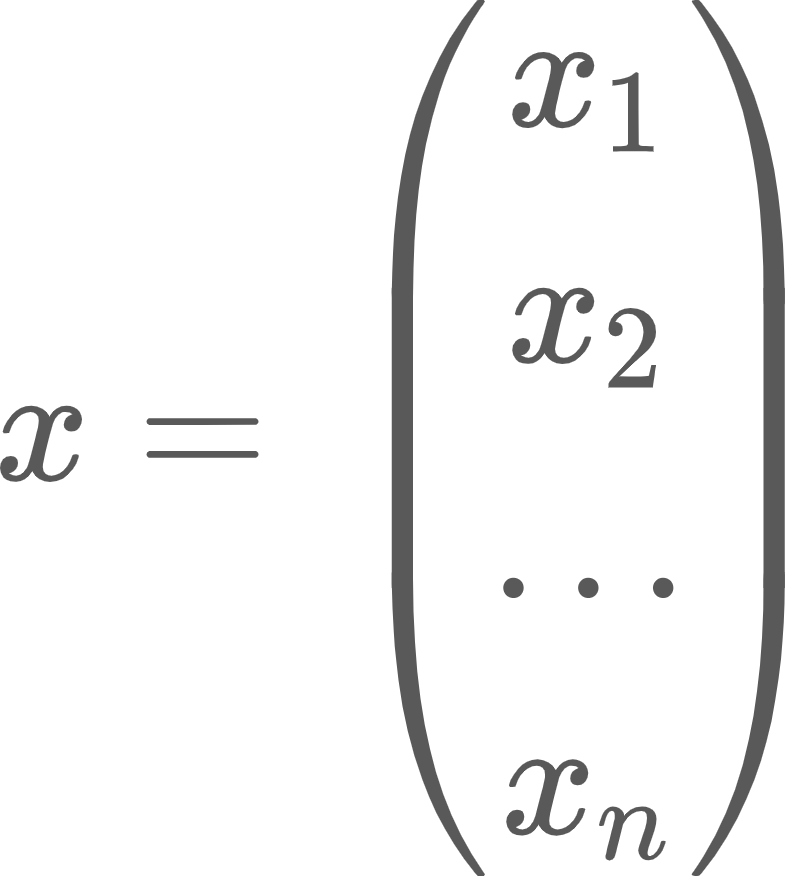 x₁
x₂
x =
⋯
xₙ